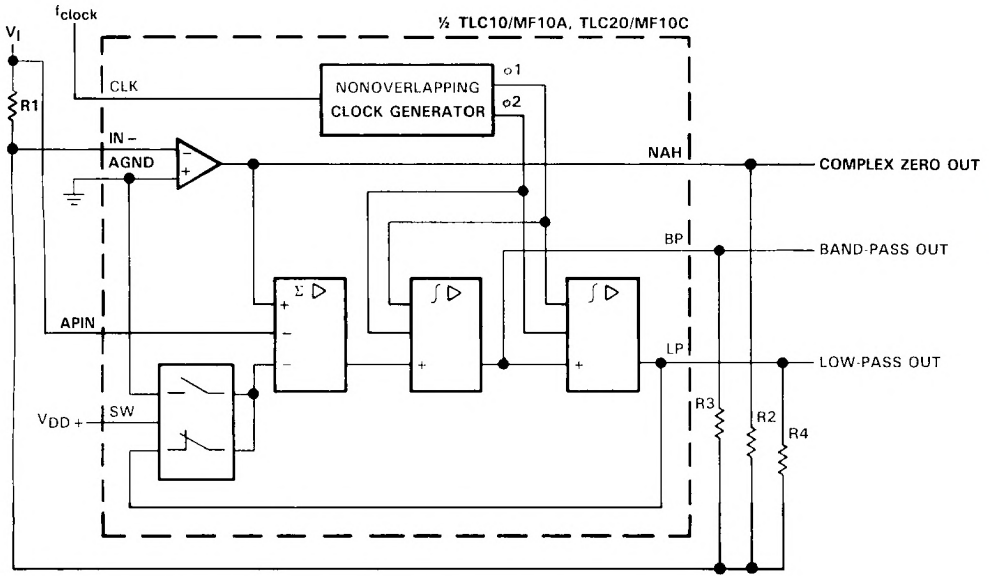 ½ TLC10/MF10A, TLC20/MF10C
fclock
VI
CLK
NONOVERLAPPING
CLOCK GENERATOR
φ1
φ2
R1
IN−
AGND
−
+
NAH
COMPLEX ZERO OUT
BP
BAND-PASS OUT
Σ ▷
∫ ▷
∫ ▷
+
APIN
−
−
+
+
LP
LOW-PASS OUT
VDD +
SW
R3
R2
R4